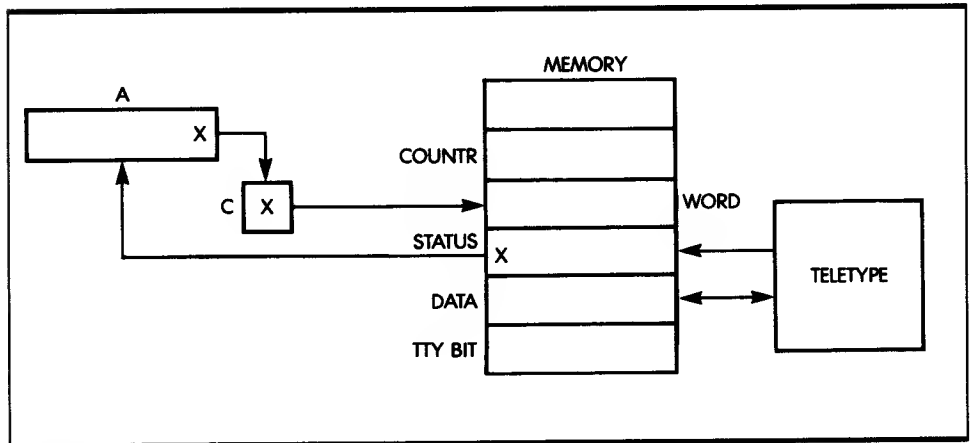 MEMORY
A
X
COUNTR
C
X
WORD
STATUS
X
TELETYPE
DATA
TTY BIT